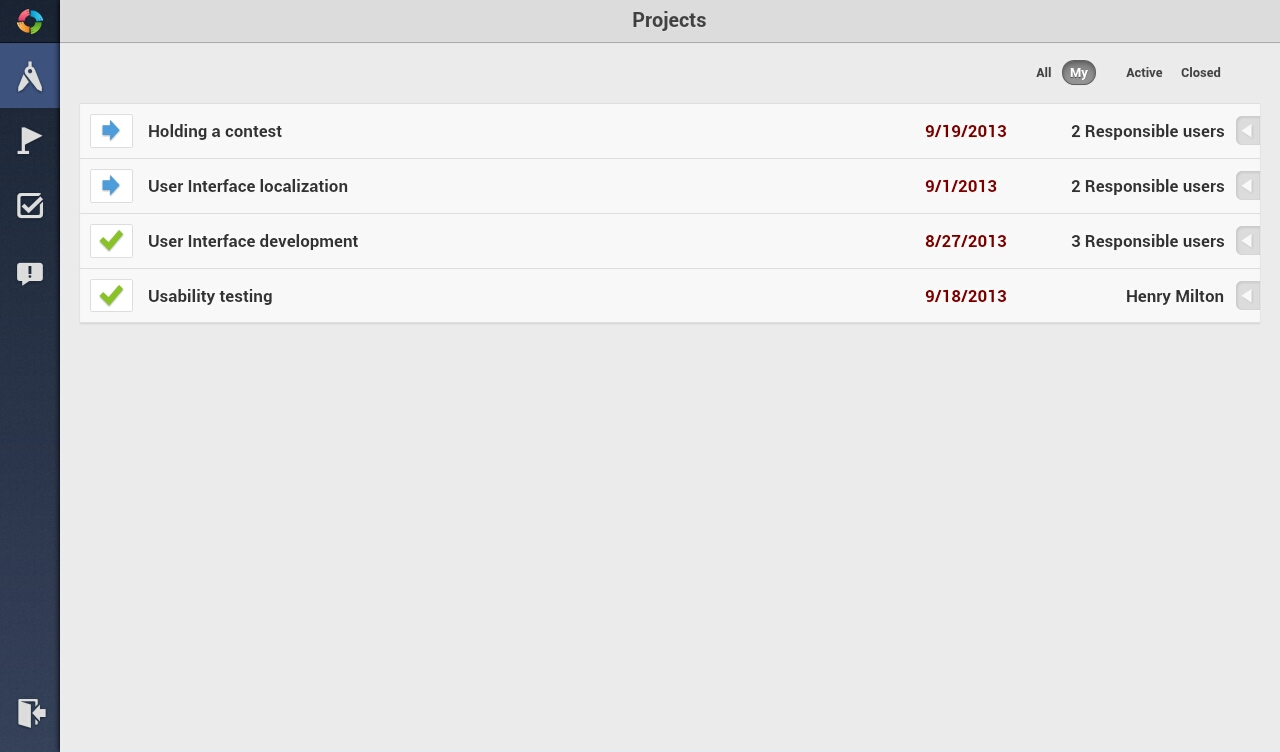 Projects
All My Active Closed
Holding a contest 9/19/2013 2 Responsible users
User Interface localization 9/1/2013 2 Responsible users
User Interface development 8/27/2013 3 Responsible users
Usability testing 9/18/2013 Henry Milton